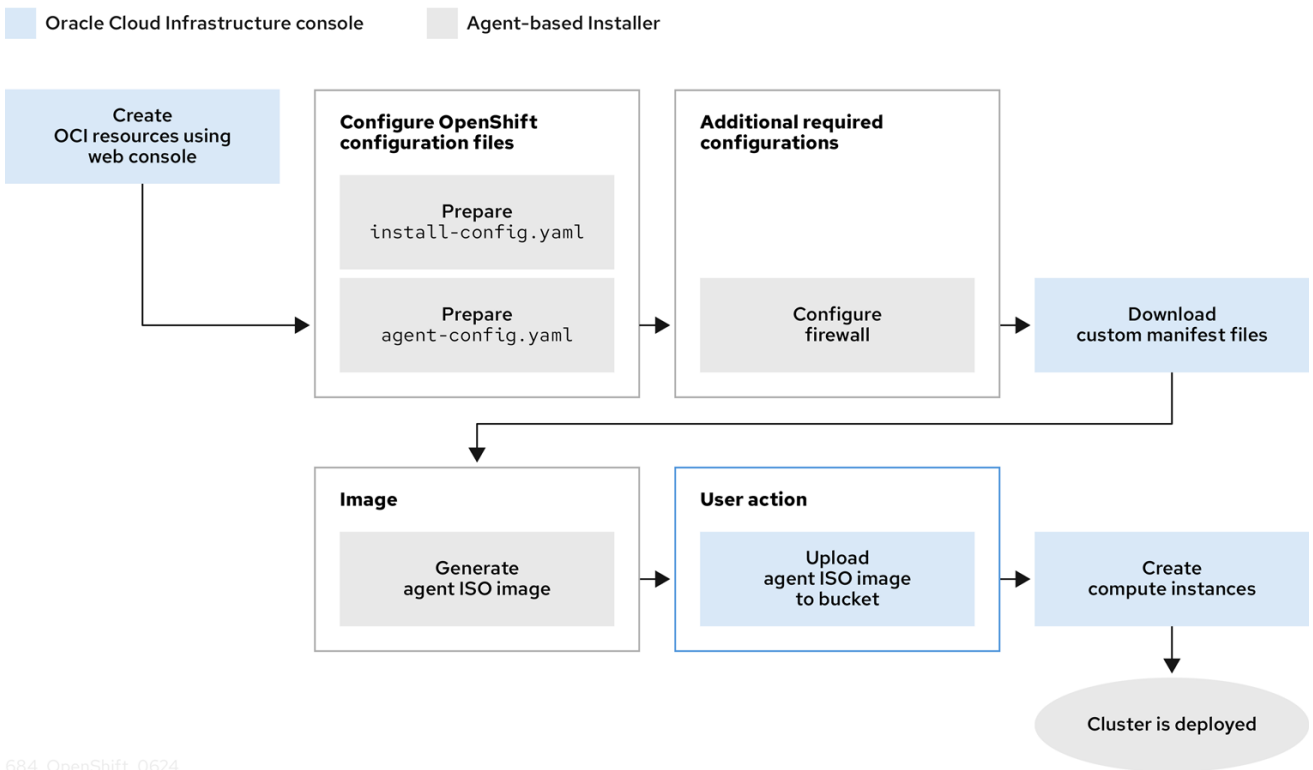 Oracle Cloud Infrastructure console
Agent-based Installer
Create
OCI resources using
web console
Configure OpenShift
configuration files
Prepare
install-config.yaml
Prepare
agent-config.yaml
Additional required
configurations
Configure
firewall
Download
custom manifest files
Image
Generate
agent ISO image
User action
Upload
agent ISO image
to bucket
Create
compute instances
Cluster is deployed
684_OpenShift_0624